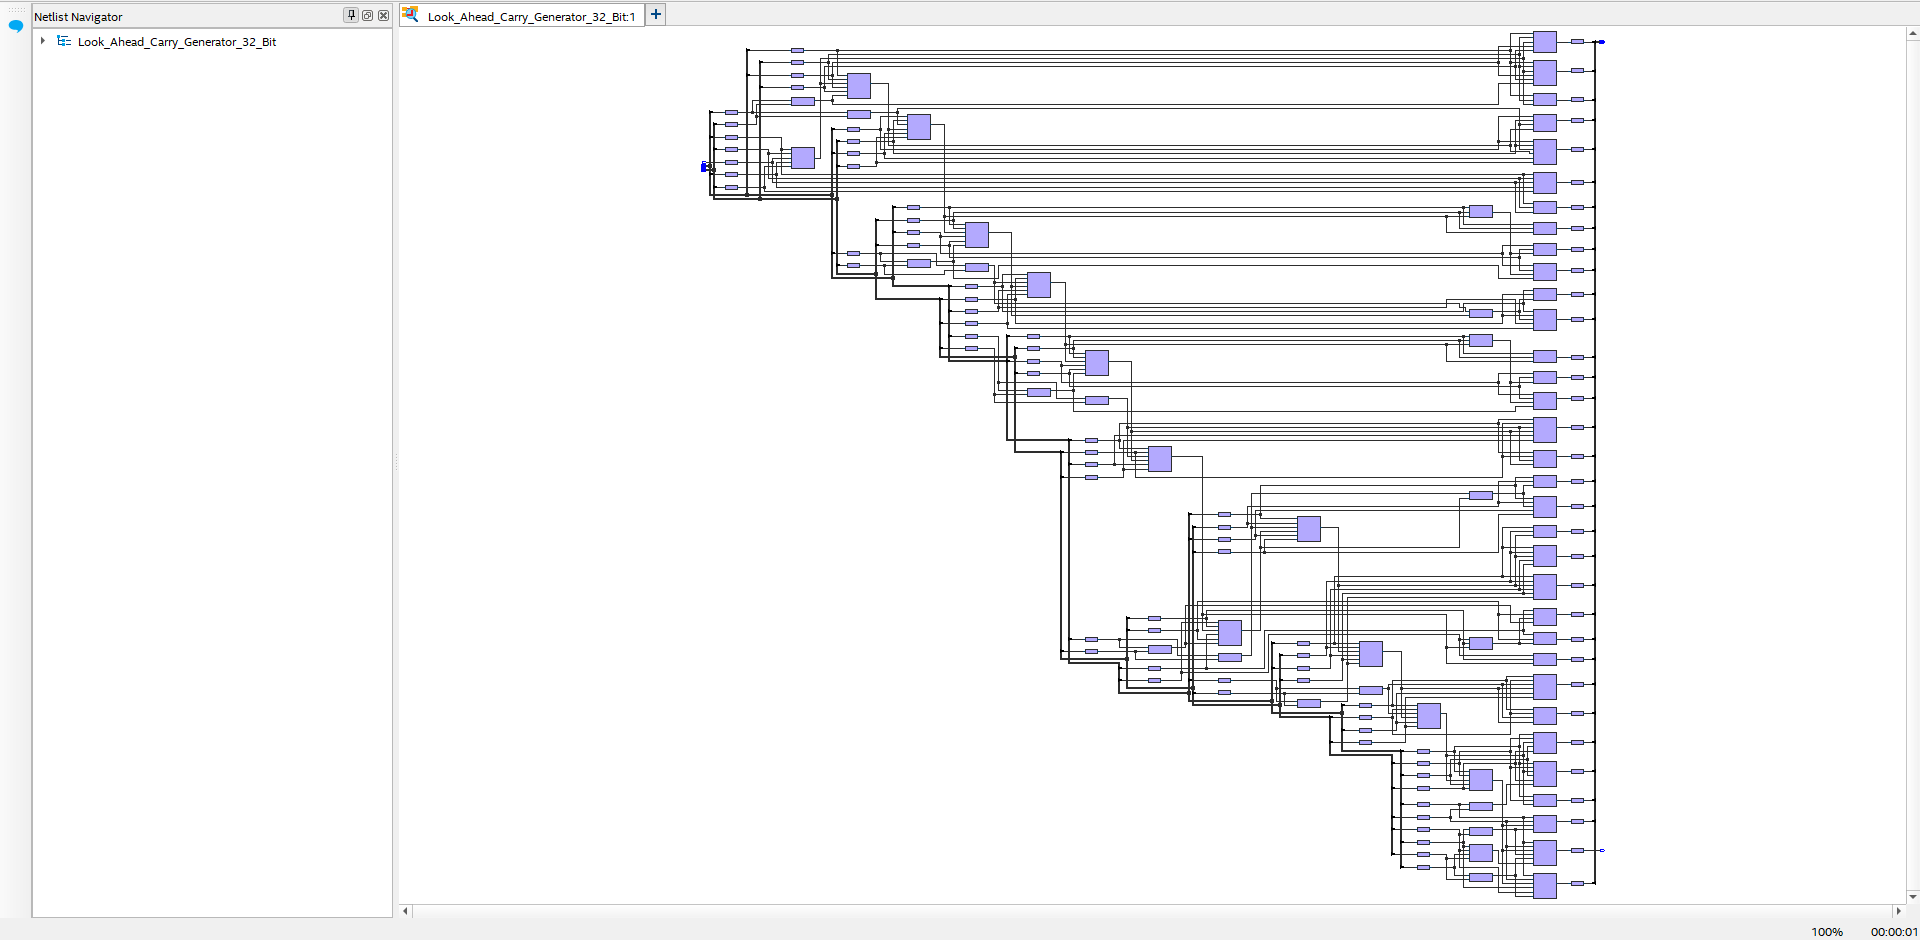 Netlist Navigator
Look_Ahead_Carry_Generator_32_Bit:1
Look_Ahead_Carry_Generator_32_Bit
100%
00:00:01